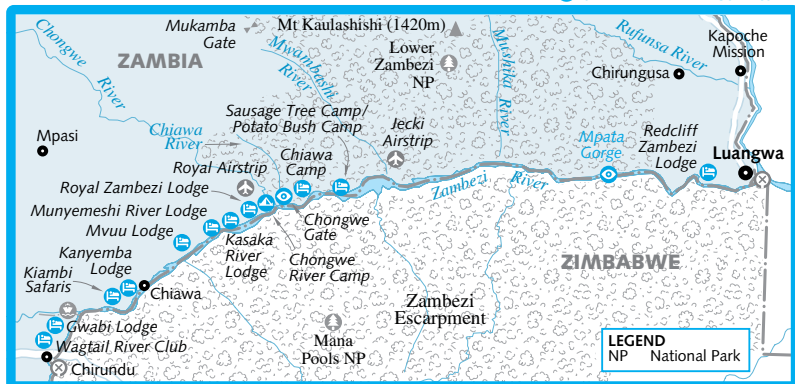 Mukamba
Gate
Mt Kaulashishi (1420m)
Kapoche
Mission
Rufunsa River
Chongwe
River
ZAMBIA
Mwambashi
River
Lower
Zambezi
NP
Mushika River
Chirungusa
Sausage Tree Camp/
Potato Bush Camp
Mpasi
Chiawa
River
Jecki
Airstrip
Mpata
Gorge
Redcliff
Zambezi
Lodge
Luangwa
Royal Airstrip
Chiawa
Camp
Royal Zambezi Lodge
Zambezi River
Munyemeshi River Lodge
Mvuu Lodge
Chongwe
Gate
Kasaka
River
Lodge
Chongwe
River Camp
Kanyemba
Lodge
ZIMBABWE
Kiambi
Safaris
Chiawa
Zambezi
Escarpment
Gwabi Lodge
Mana
Pools NP
Wagtail River Club
Chirundu
LEGEND
NP National Park